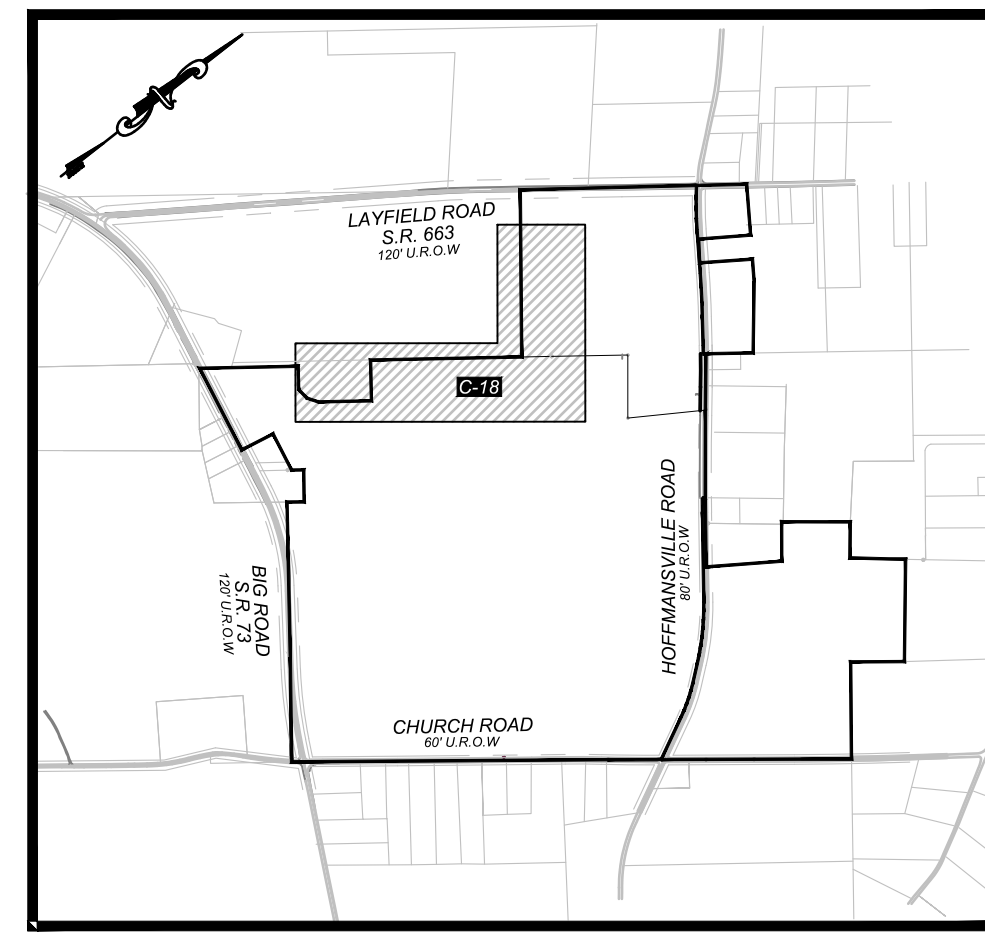 LAYFIELD ROAD
S.R. 663
120' U.R.O.W
C-18
HOFFMANSVILLE ROAD
80' U.R.O.W
BIG ROAD
S.R. 73
120' U.R.O.W
CHURCH ROAD
60' U.R.O.W